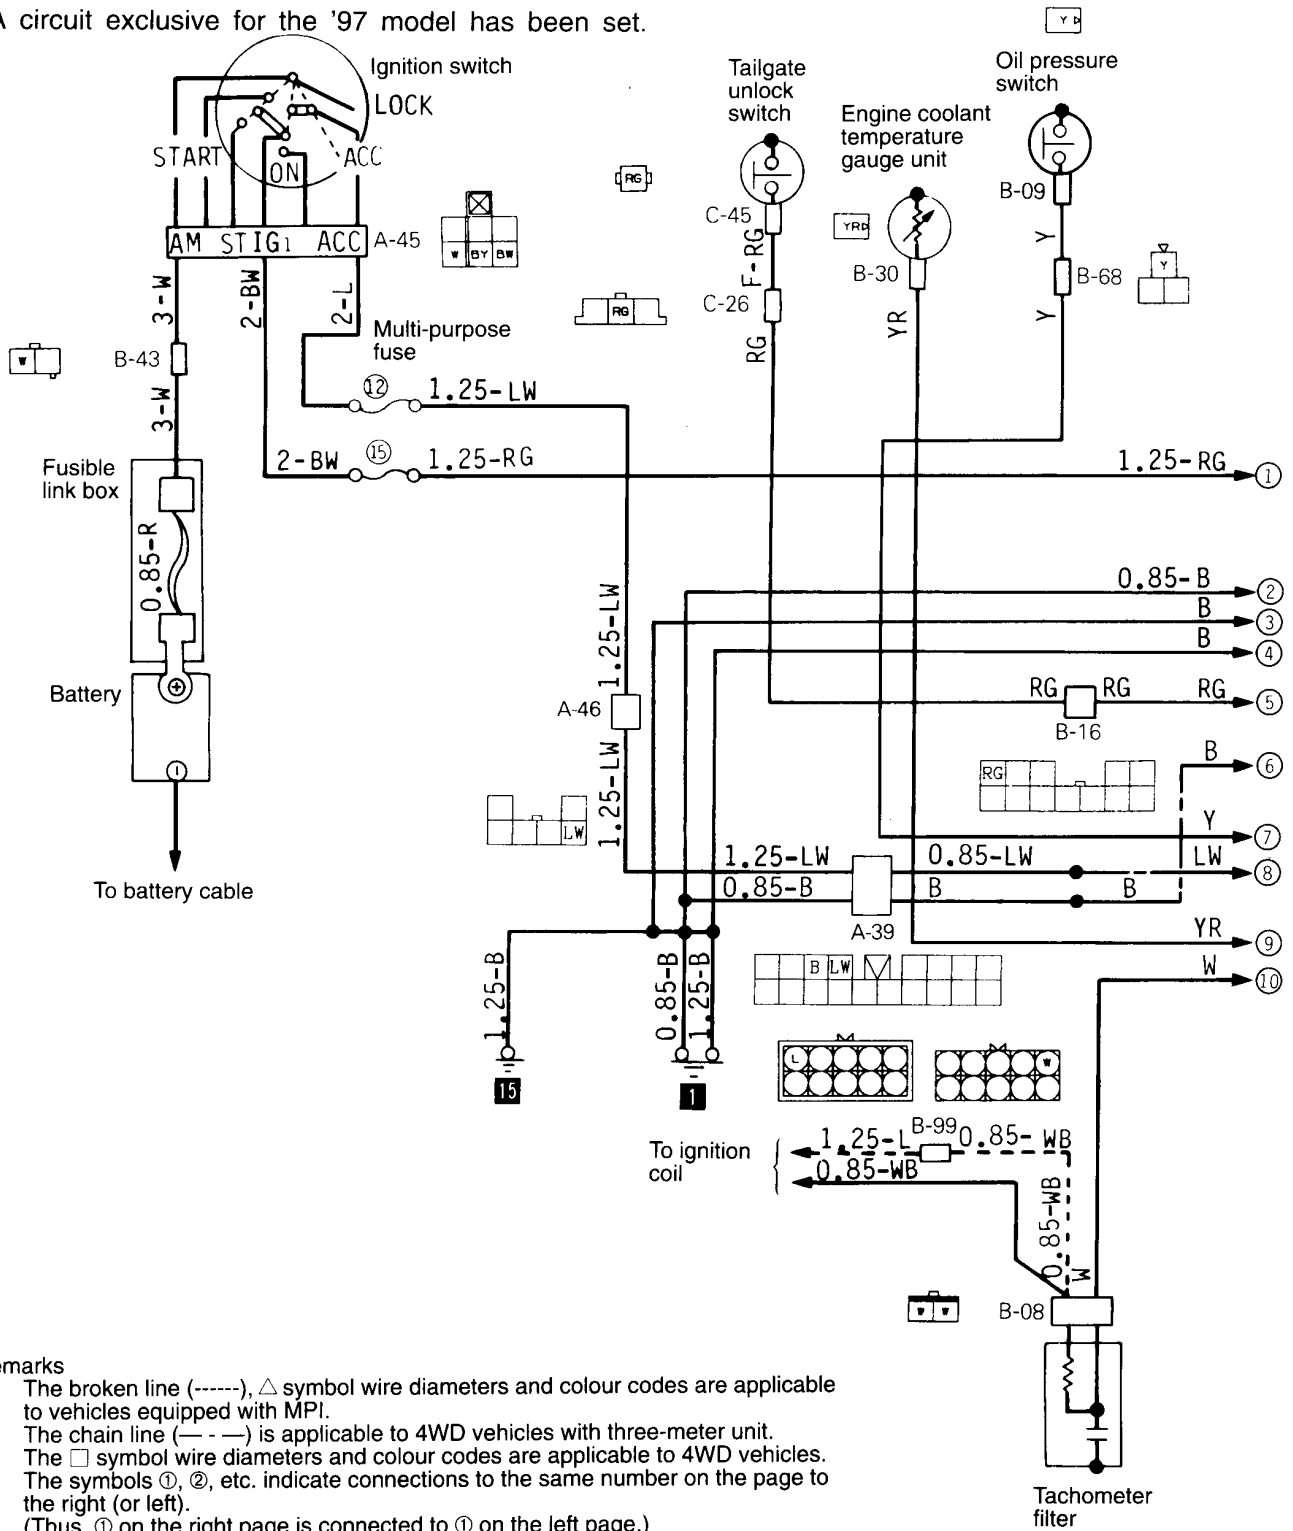 A circuit exclusive for the '97 model has been set.
Y
Ignition switch
LOCK
START
ON
ACC
AM ST IG1 ACC
A-45
W BY BW
Tailgate
unlock
switch
RG
C-45
F-RG
RG
C-26
RG
Engine coolant
temperature
gauge unit
YR
B-30
YR
Oil pressure
switch
B-09
Y
B-68
Y
Y
3-W
2-BW
2-L
Multi-purpose
fuse
W
B-43
3-W
⑫ 1.25-LW
2-BW ⑮ 1.25-RG
1.25-RG ①
Fusible
link box
0.85-R
Battery
+
−
To battery cable
0.85-B ②
B ③
B ④
1.25-LW
A-46
1.25-LW
LW
RG RG RG ⑤
B-16
RG
B ⑥
Y ⑦
1.25-LW 0.85-LW LW ⑧
0.85-B B B
A-39
YR ⑨
W ⑩
B LW
1.25-B
0.85-B
1.25-B
15
1
L
W
To ignition
coil
1.25-L B-99 0.85-WB
0.85-WB
0.85-WB
W
W W
B-08
Tachometer
filter
emarks
The broken line (------), △ symbol wire diameters and colour codes are applicable
to vehicles equipped with MPI.
The chain line (— - —) is applicable to 4WD vehicles with three-meter unit.
The □ symbol wire diameters and colour codes are applicable to 4WD vehicles.
The symbols ①, ②, etc. indicate connections to the same number on the page to
the right (or left).
(Thus, ① on the right page is connected to ① on the left page.)